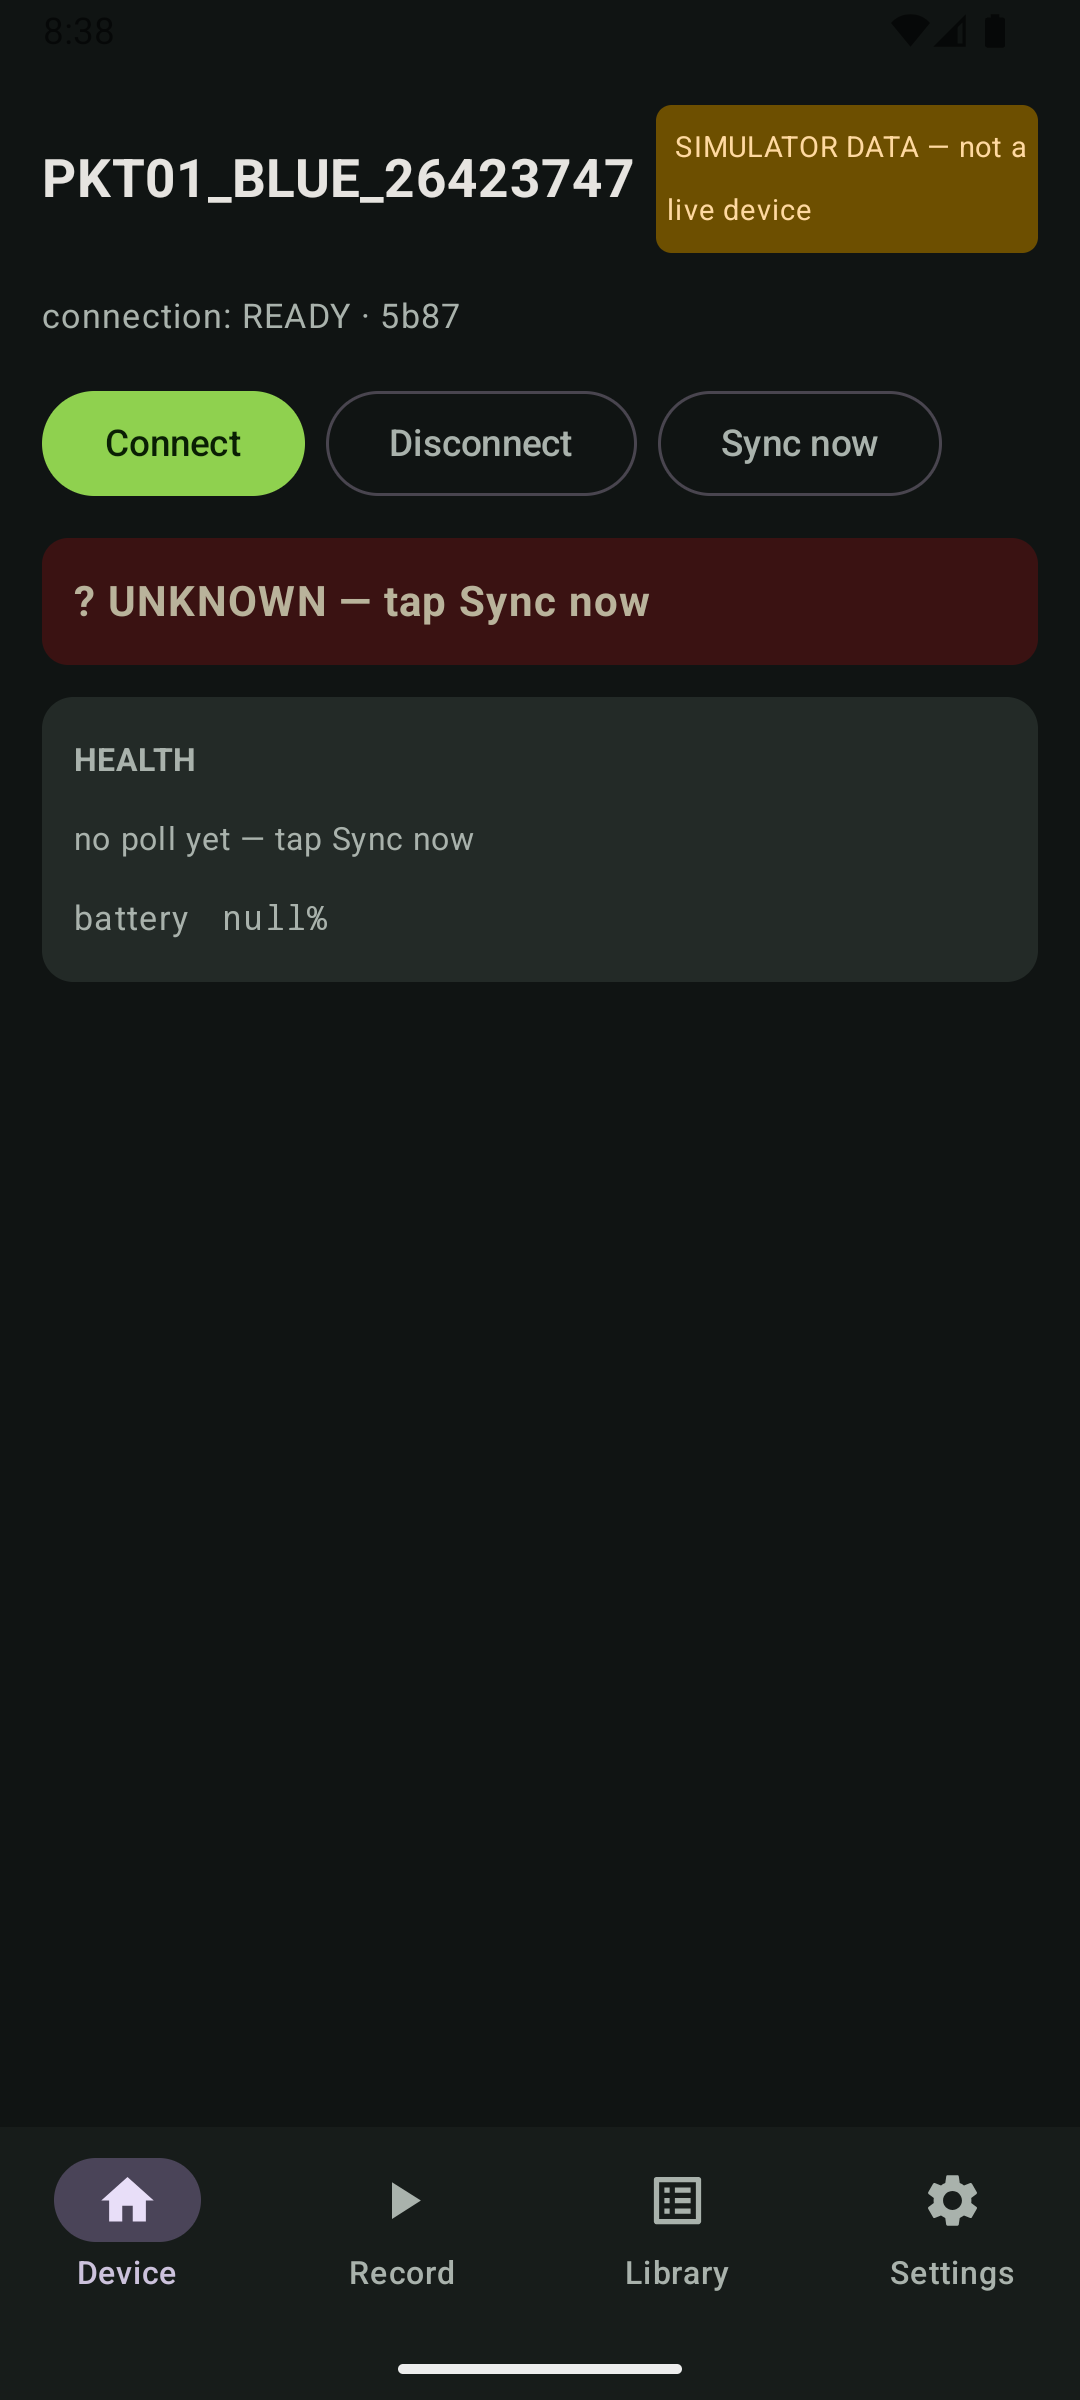 8:38
PKT01_BLUE_26423747
SIMULATOR DATA — not a
live device
connection: READY · 5b87
Connect
Disconnect
Sync now
? UNKNOWN — tap Sync now
HEALTH
no poll yet — tap Sync now
battery null%
Device
Record
Library
Settings